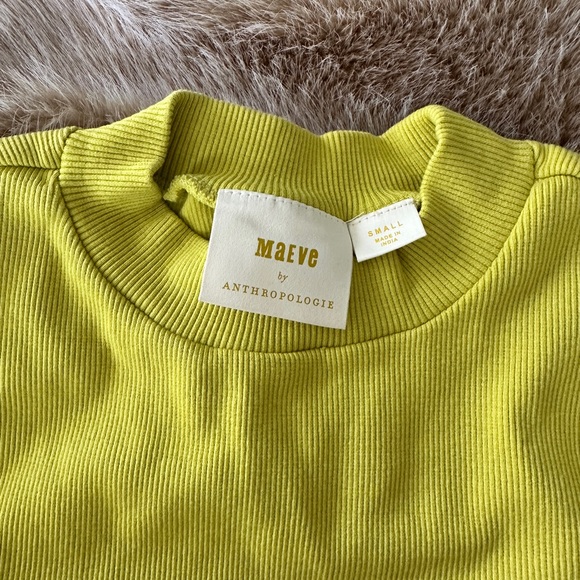 MaEve
by
ANTHROPOLOGIE
SMALL
MADE IN
INDIA